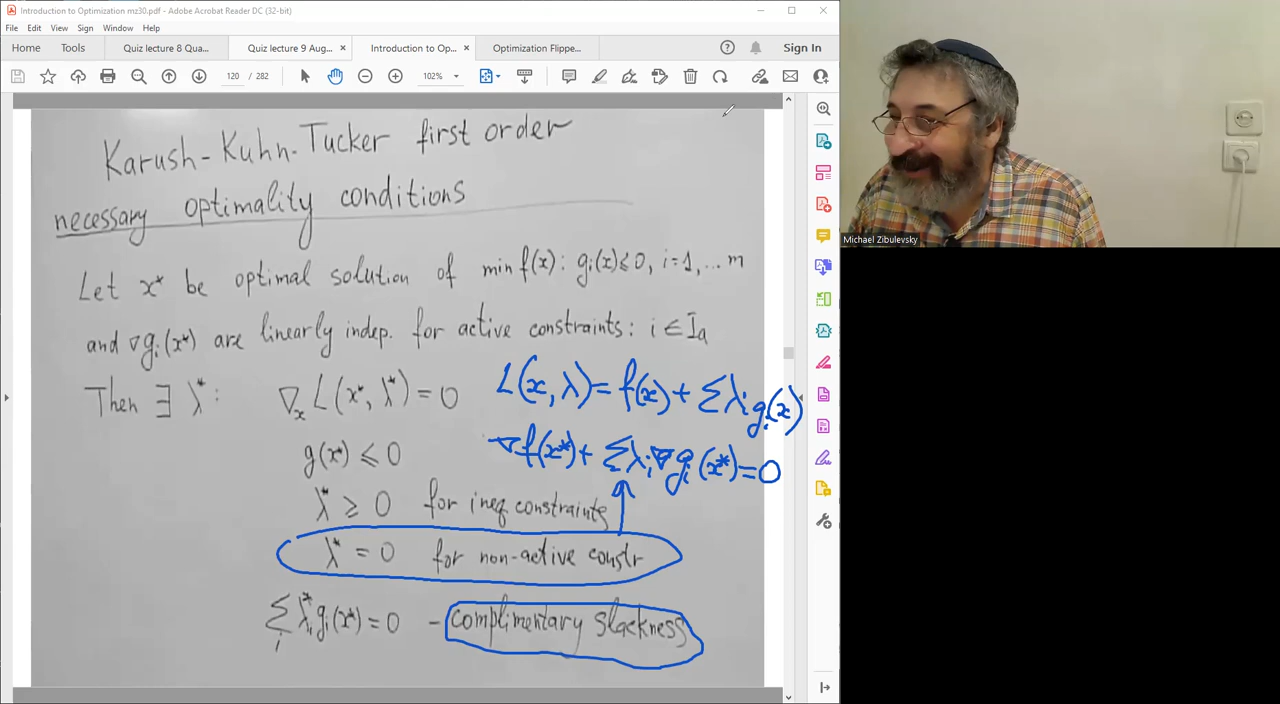 Introduction to Optimization mz30.pdf - Adobe Acrobat Reader DC (32-bit)
File Edit View Sign Window Help
Home Tools Quiz lecture 8 Qua... Quiz lecture 9 Aug... × Introduction to Op... × Optimization Flippe... Sign In
120 / 282 102%
Karush-Kuhn-Tucker first order
necessary optimality conditions
Let x* be optimal solution of min f(x): gi(x) ≤ 0, i=1,...m
and ∇gi(x*) are linearly indep. for active constraints: i ∈ Ia
Then ∃ λ*: ∇x L(x*, λ*) = 0 L(x, λ) = f(x) + Σλi gi(x)
g(x*) ≤ 0 ∇f(x*) + Σλi∇gi(x*) = 0
λ* ≥ 0 for ineq constraints
λ* = 0 for non-active constr
Σi λi* gi(x*) = 0 - complimentary slackness
Michael Zibulevsky